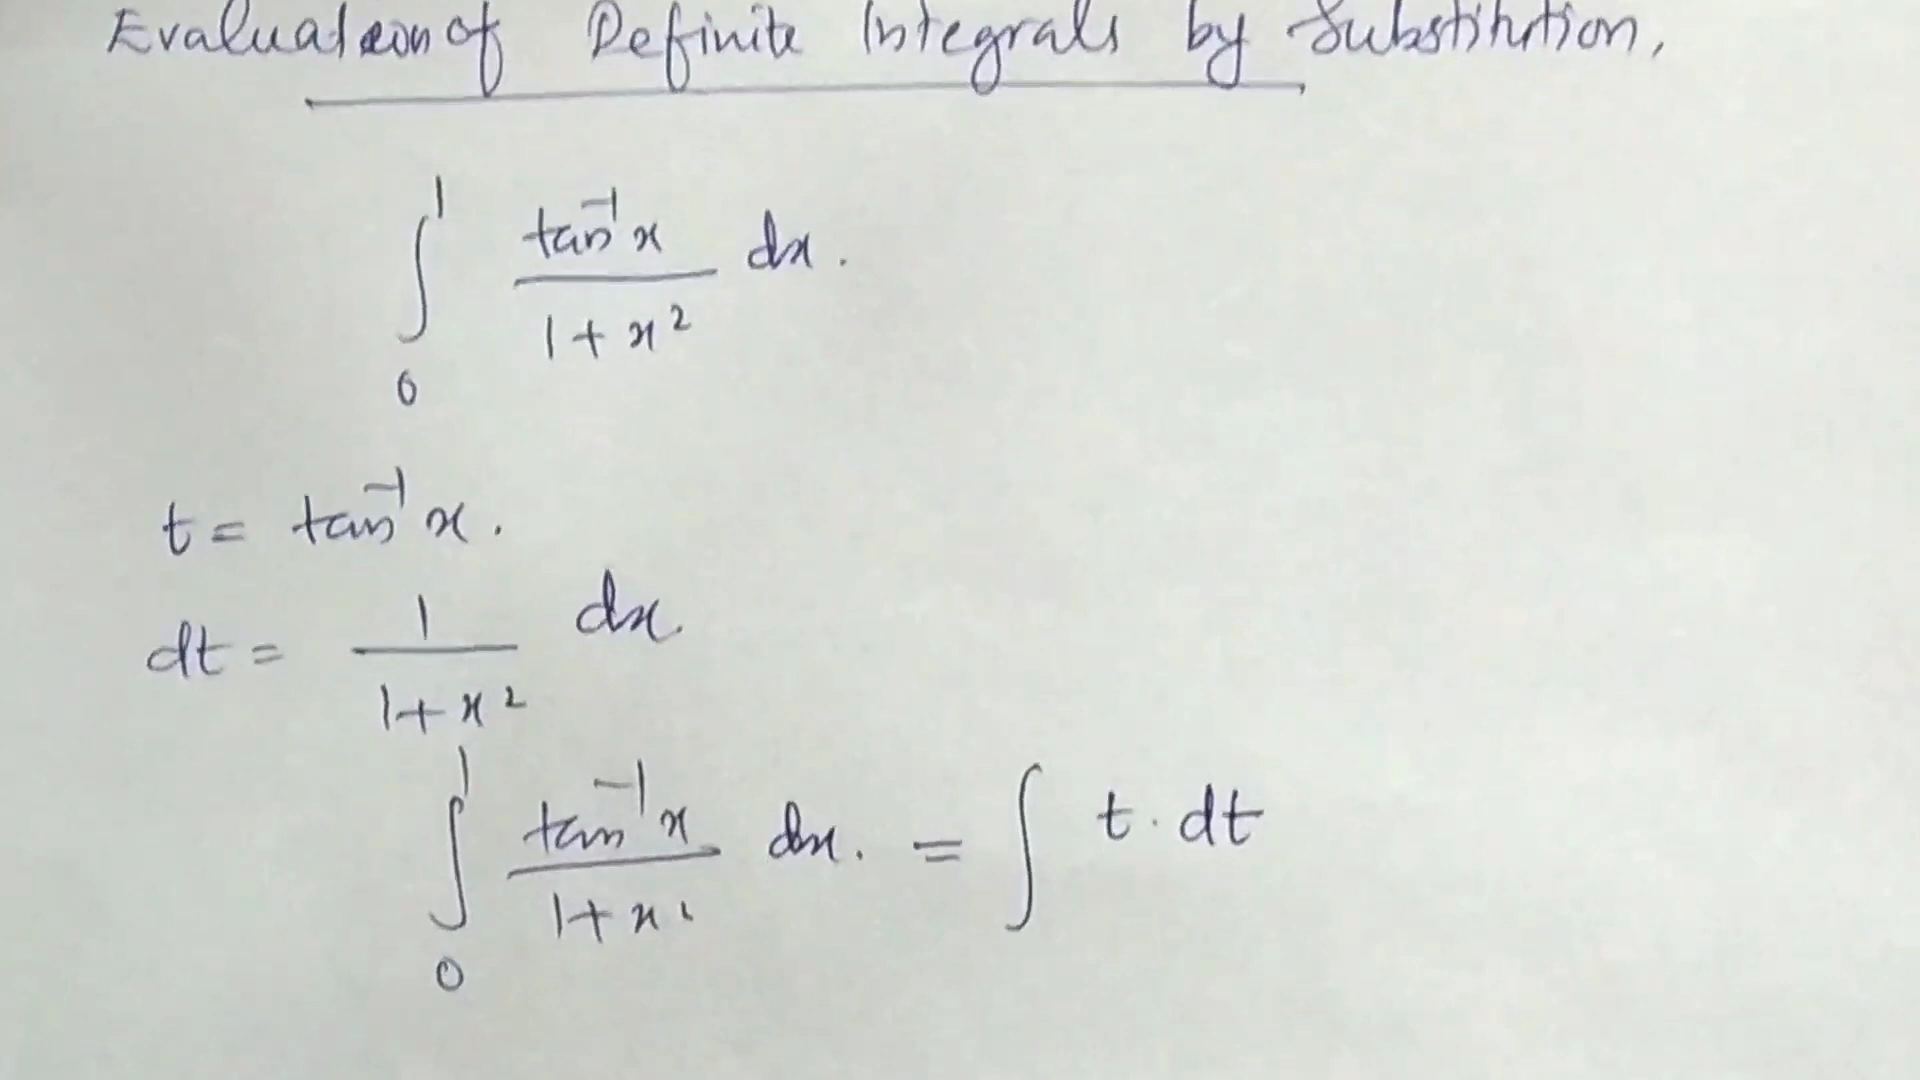 Evaluation of Definite Integrals by Substitution.
∫₀¹ tan⁻¹x / 1+x² dx.
t = tan⁻¹x.
dt = 1 / 1+x² dx.
∫₀¹ tan⁻¹x / 1+x² dx. = ∫ t. dt